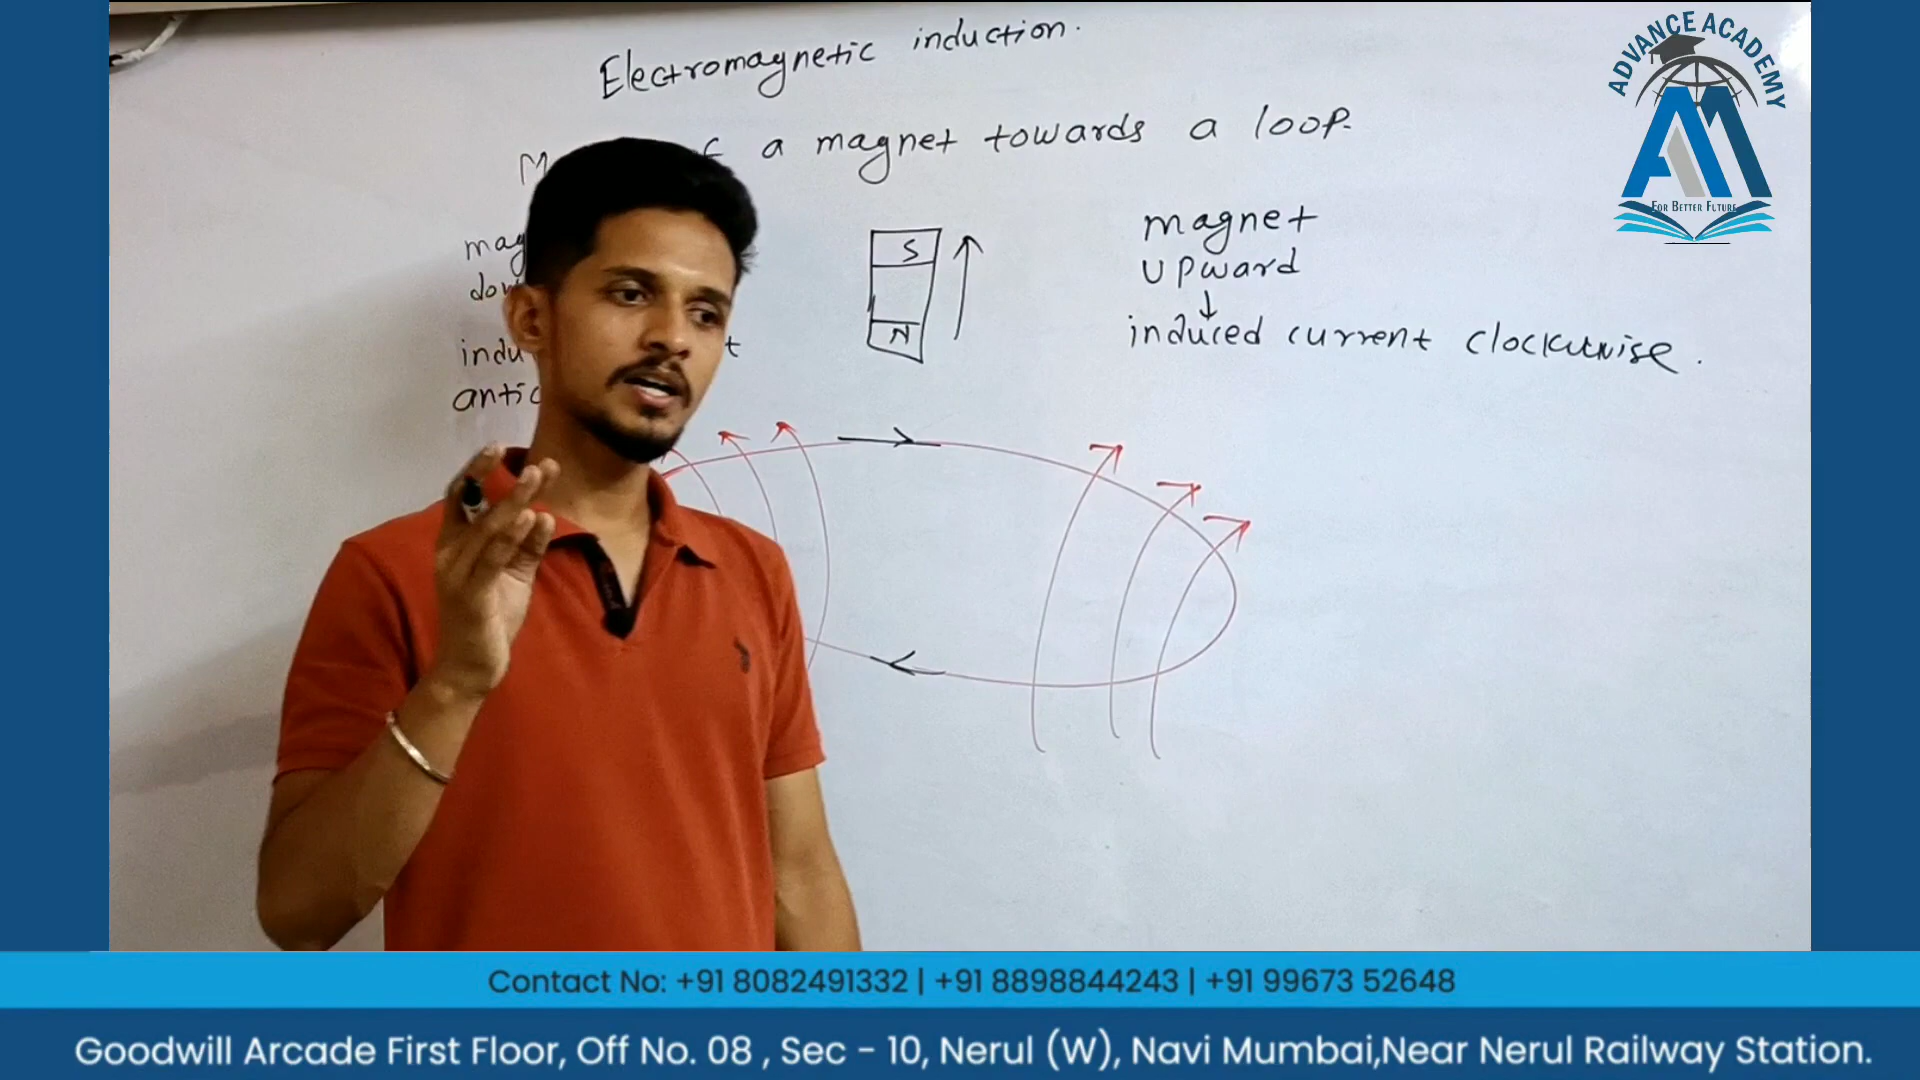 Electromagnetic induction.
a magnet towards a loop.
S
N
magnet
upward
induced current clockwise.
ADVANCE ACADEMY
FOR BETTER FUTURE
Contact No: +91 8082491332 | +91 8898844243 | +91 99673 52648
Goodwill Arcade First Floor, Off No. 08 , Sec - 10, Nerul (W), Navi Mumbai,Near Nerul Railway Station.